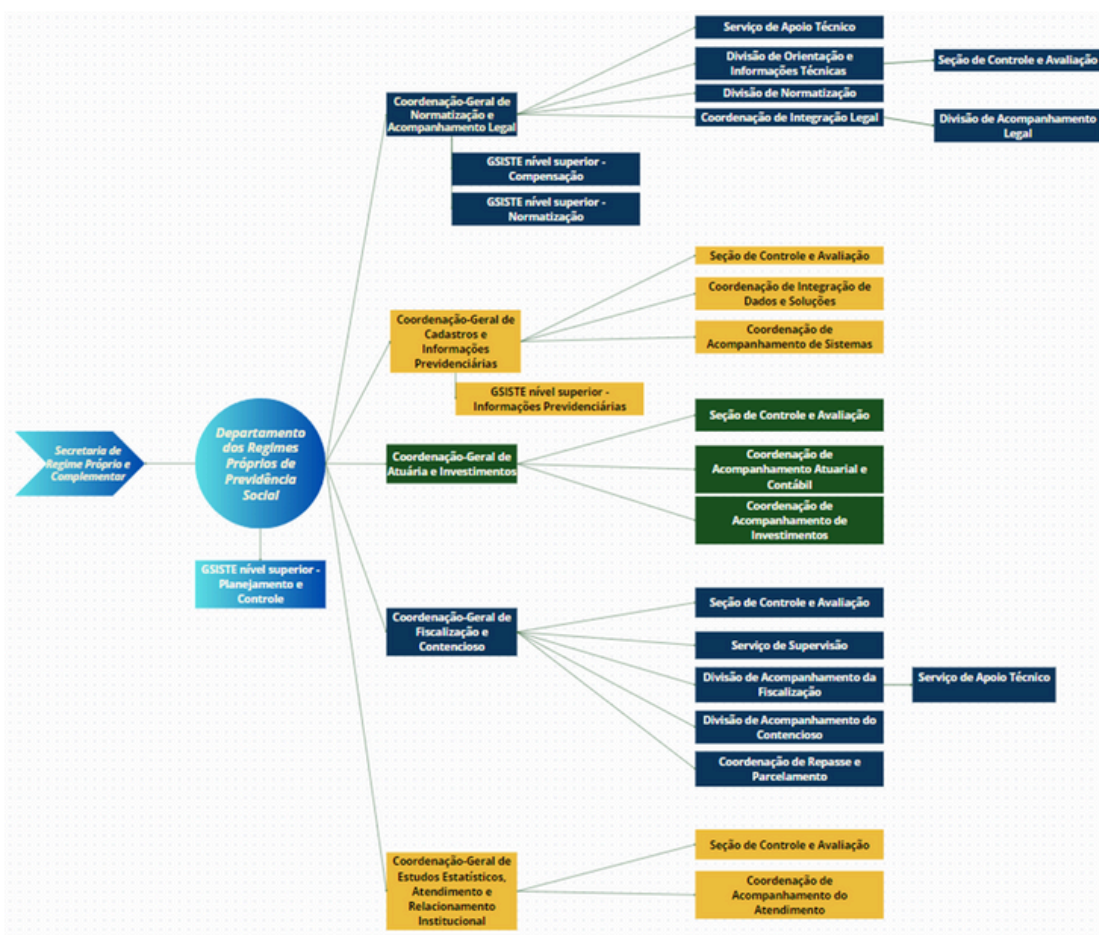 Secretaria de
Regime Próprio e
Complementar
Departamento
dos Regimes
Próprios de
Previdência
Social
GSISTE nível superior -
Planejamento e
Controle
Coordenação-Geral de
Normatização e
Acompanhamento Legal
GSISTE nível superior -
Compensação
GSISTE nível superior -
Normatização
Serviço de Apoio Técnico
Divisão de Orientação e
Informações Técnicas
Seção de Controle e Avaliação
Divisão de Normatização
Coordenação de Integração Legal
Divisão de Acompanhamento
Legal
Coordenação-Geral de
Cadastros e
Informações
Previdenciárias
GSISTE nível superior -
Informações Previdenciárias
Seção de Controle e Avaliação
Coordenação de Integração de
Dados e Soluções
Coordenação de
Acompanhamento de Sistemas
Coordenação-Geral de
Atuária e Investimentos
Seção de Controle e Avaliação
Coordenação de
Acompanhamento Atuarial e
Contábil
Coordenação de
Acompanhamento de
Investimentos
Coordenação-Geral de
Fiscalização e
Contencioso
Seção de Controle e Avaliação
Serviço de Supervisão
Divisão de Acompanhamento da
Fiscalização
Serviço de Apoio Técnico
Divisão de Acompanhamento do
Contencioso
Coordenação de Repasse e
Parcelamento
Coordenação-Geral de
Estudos Estatísticos,
Atendimento e
Relacionamento
Institucional
Seção de Controle e Avaliação
Coordenação de
Acompanhamento do
Atendimento